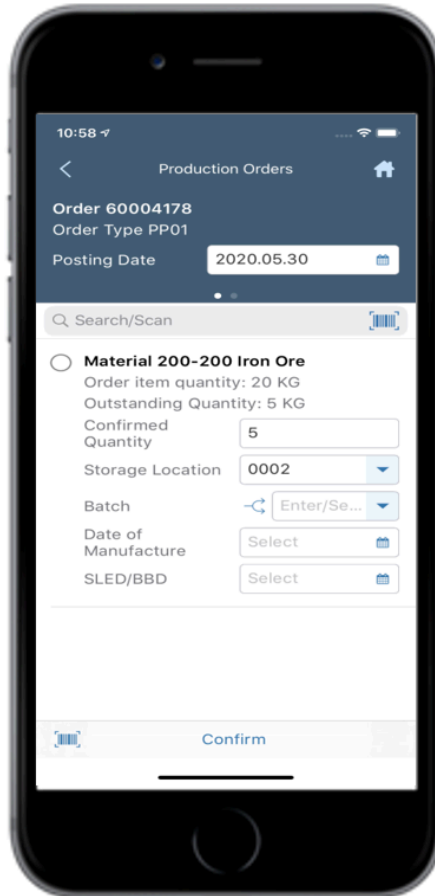 10:58
Production Orders
Order 60004178
Order Type PP01
Posting Date 2020.05.30
Search/Scan
Material 200-200 Iron Ore
Order item quantity: 20 KG
Outstanding Quantity: 5 KG
Confirmed
Quantity
5
Storage Location 0002
Batch Enter/Se...
Date of
Manufacture
Select
SLED/BBD Select
Confirm